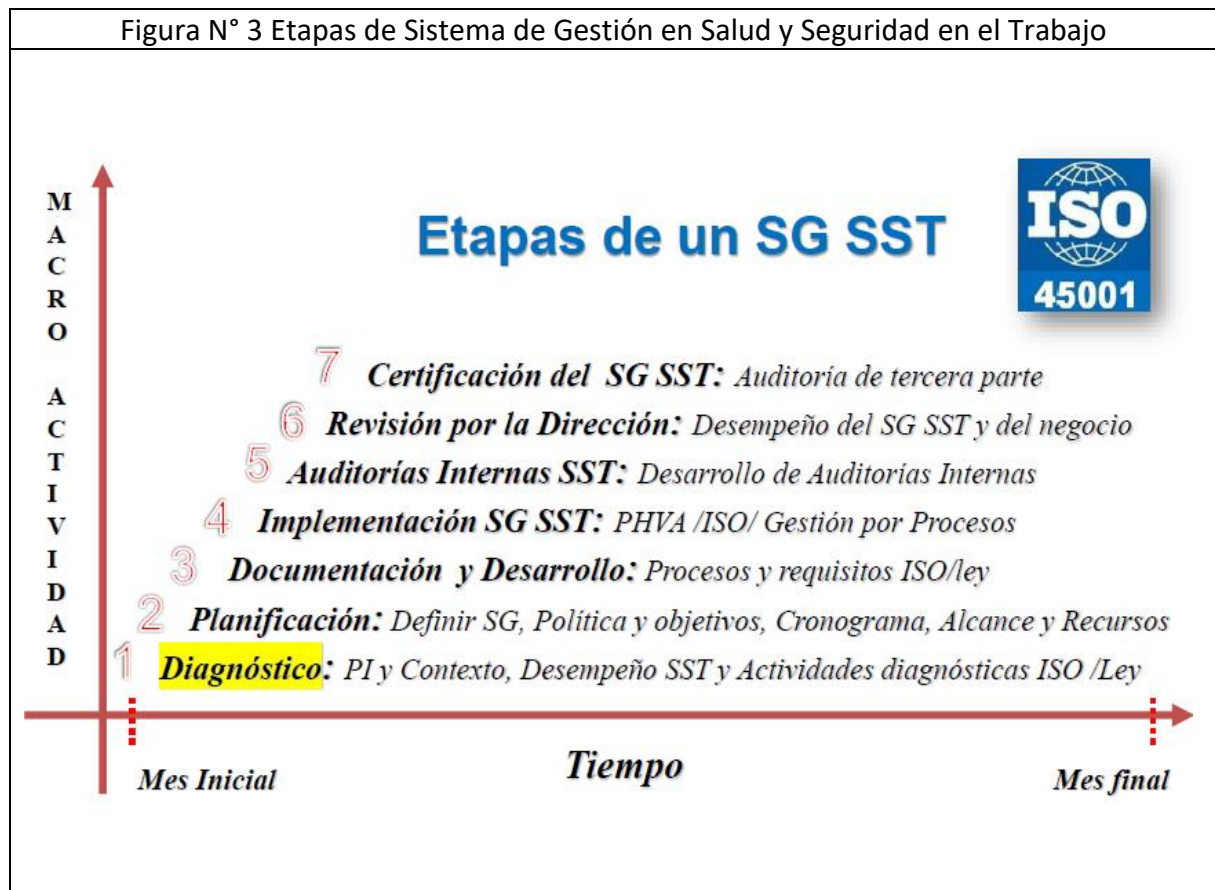 Figura N° 3 Etapas de Sistema de Gestión en Salud y Seguridad en el Trabajo
MACRO ACTIVIDAD
Etapas de un SG SST
ISO
45001
7 Certificación del SG SST: Auditoría de tercera parte
6 Revisión por la Dirección: Desempeño del SG SST y del negocio
5 Auditorías Internas SST: Desarrollo de Auditorías Internas
4 Implementación SG SST: PHVA /ISO/ Gestión por Procesos
3 Documentación y Desarrollo: Procesos y requisitos ISO/ley
2 Planificación: Definir SG, Política y objetivos, Cronograma, Alcance y Recursos
1 Diagnóstico: PI y Contexto, Desempeño SST y Actividades diagnósticas ISO /Ley
Mes Inicial
Tiempo
Mes final